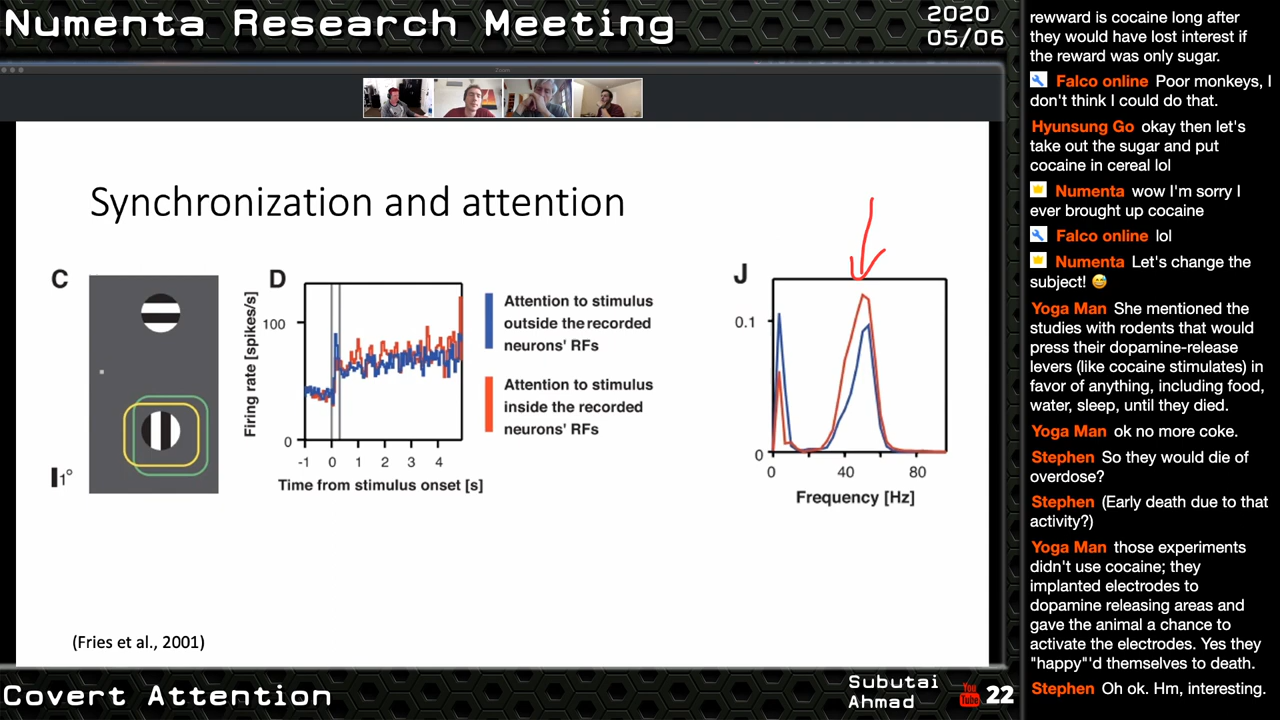 Numenta Research Meeting
2020
05/06
Zoom
Synchronization and attention
C
1°
D
Firing rate [spikes/s]
100
0
-1 0 1 2 3 4
Time from stimulus onset [s]
Attention to stimulus
outside the recorded
neurons' RFs
Attention to stimulus
inside the recorded
neurons' RFs
J
0.1
0
0 40 80
Frequency [Hz]
(Fries et al., 2001)
Covert Attention
Subutai
Ahmad
You
Tube
22
rewward is cocaine long after
they would have lost interest if
the reward was only sugar.
Falco online Poor monkeys, I
don't think I could do that.
Hyunsung Go okay then let's
take out the sugar and put
cocaine in cereal lol
Numenta wow I'm sorry I
ever brought up cocaine
Falco online lol
Numenta Let's change the
subject! 😅
Yoga Man She mentioned the
studies with rodents that would
press their dopamine-release
levers (like cocaine stimulates) in
favor of anything, including food,
water, sleep, until they died.
Yoga Man ok no more coke.
Stephen So they would die of
overdose?
Stephen (Early death due to that
activity?)
Yoga Man those experiments
didn't use cocaine; they
implanted electrodes to
dopamine releasing areas and
gave the animal a chance to
activate the electrodes. Yes they
"happy"'d themselves to death.
Stephen Oh ok. Hm, interesting.